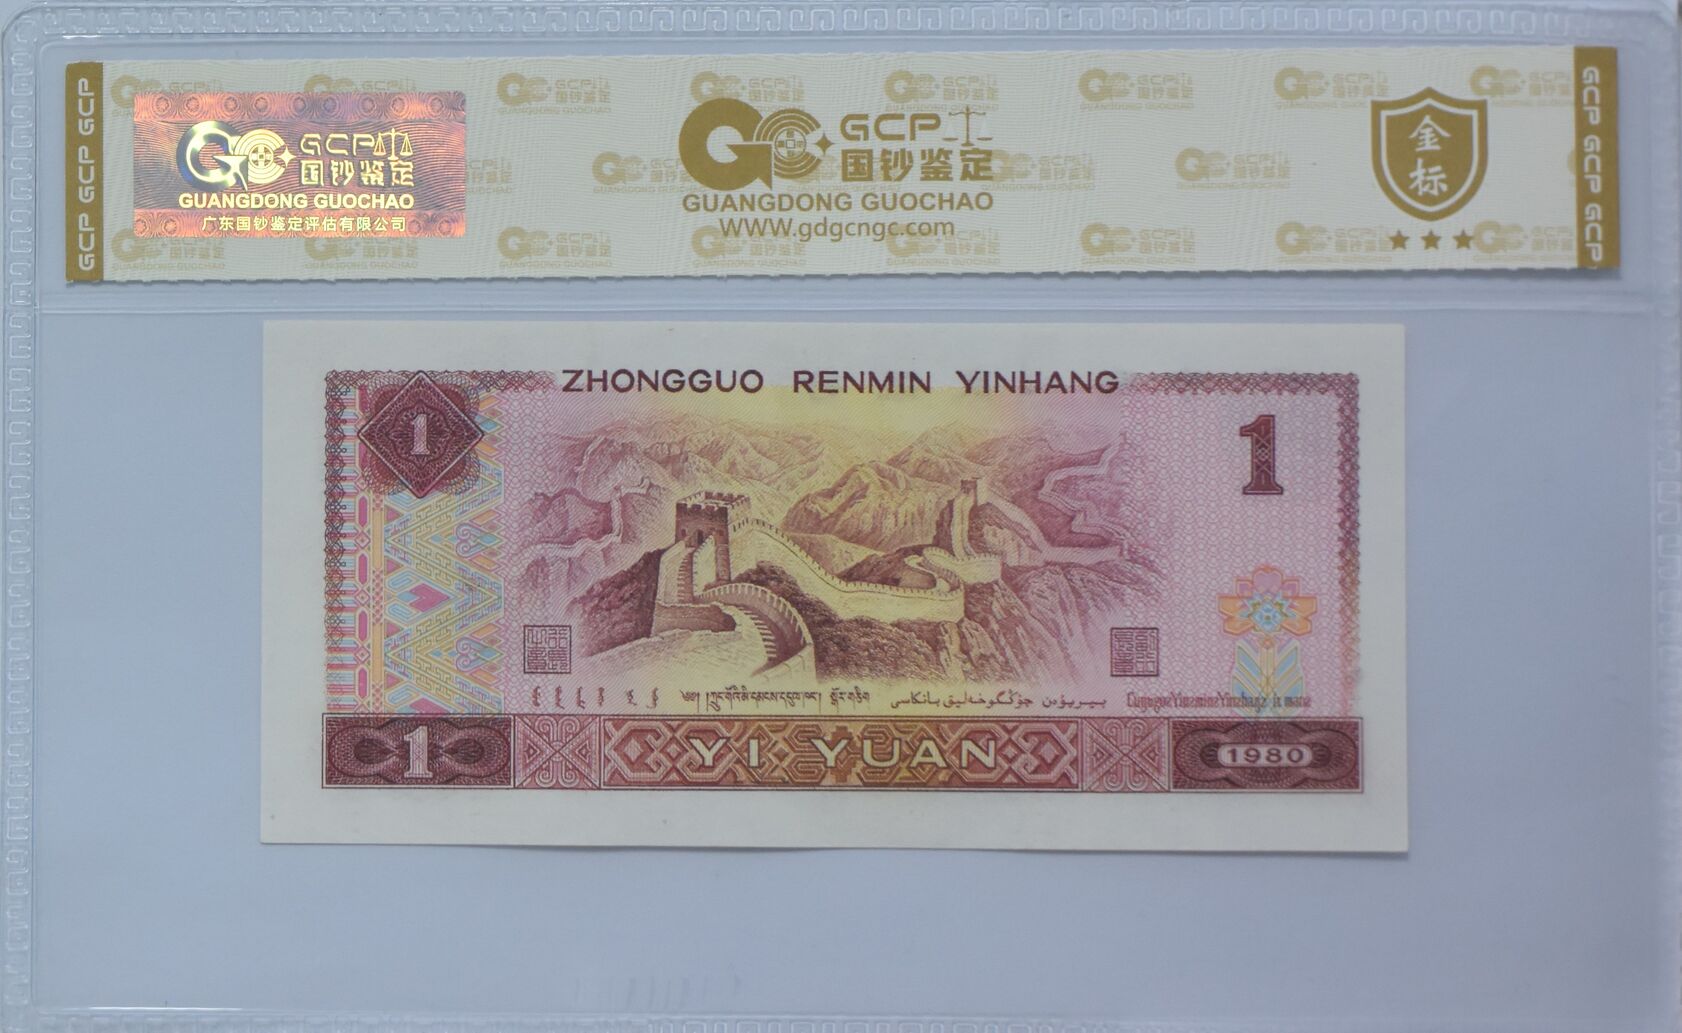 GCP GCP GCP
GCP
国钞鉴定
GUANGDONG GUOCHAO
广东国钞鉴定评估有限公司
GCP
国钞鉴定
GUANGDONG GUOCHAO
WWW.gdgcngc.com
金标
GCP GCP GCP
ZHONGGUO RENMIN YINHANG
1
1
1
YI YUAN
1980